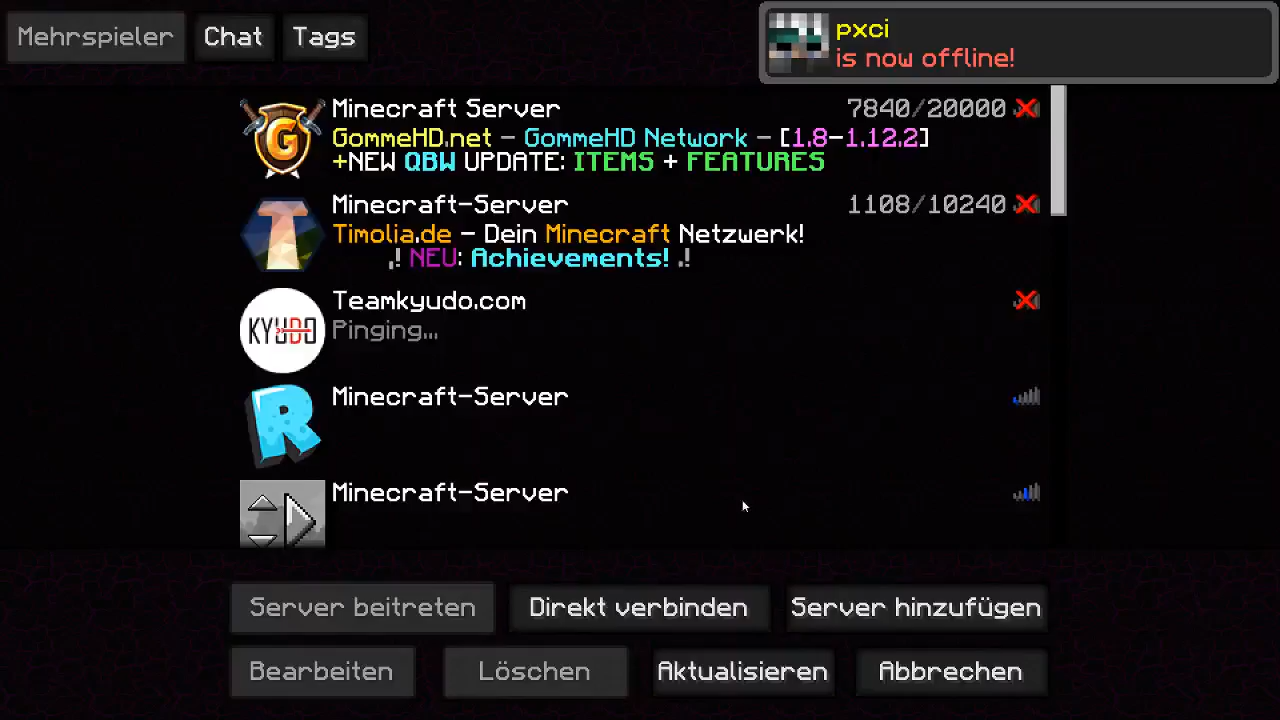 Mehrspieler Chat Tags
pxci
is now offline!
Minecraft Server 7840/20000
GommeHD.net - GommeHD Network - [1.8-1.12.2]
+NEW QBW UPDATE: ITEMS + FEATURES
Minecraft-Server 1108/10240
Timolia.de - Dein Minecraft Netzwerk!
¡! NEU: Achievements! ¡!
Teamkyudo.com
KYUDO
Pinging...
Minecraft-Server
R
Minecraft-Server
Server beitreten Direkt verbinden Server hinzufügen
Bearbeiten Löschen Aktualisieren Abbrechen